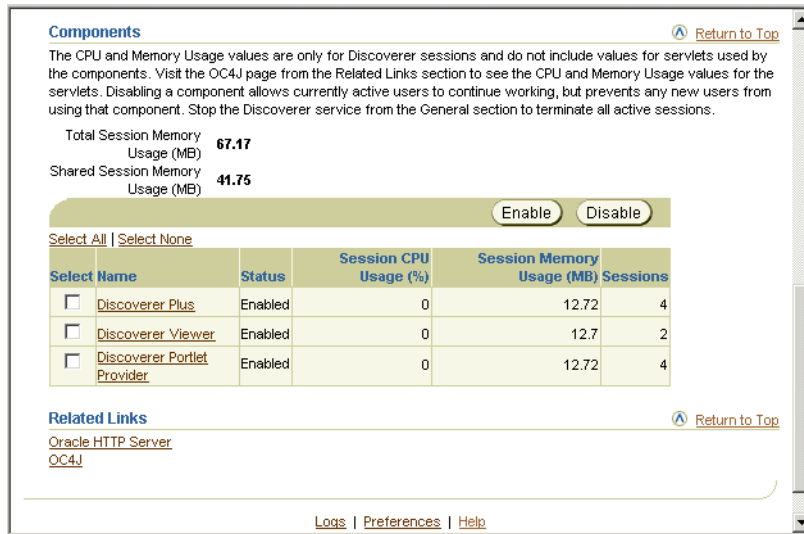 Components
Return to Top
The CPU and Memory Usage values are only for Discoverer sessions and do not include values for servlets used by
the components. Visit the OC4J page from the Related Links section to see the CPU and Memory Usage values for the
servlets. Disabling a component allows currently active users to continue working, but prevents any new users from
using that component. Stop the Discoverer service from the General section to terminate all active sessions.
Total Session Memory
Usage (MB) 67.17
Shared Session Memory
Usage (MB) 41.75
Enable Disable
Select All | Select None
Select Name Status Session CPU Usage (%) Session Memory Usage (MB) Sessions
Discoverer Plus Enabled 0 12.72 4
Discoverer Viewer Enabled 0 12.7 2
Discoverer Portlet
Provider Enabled 0 12.72 4
Related Links
Return to Top
Oracle HTTP Server
OC4J
Logs | Preferences | Help